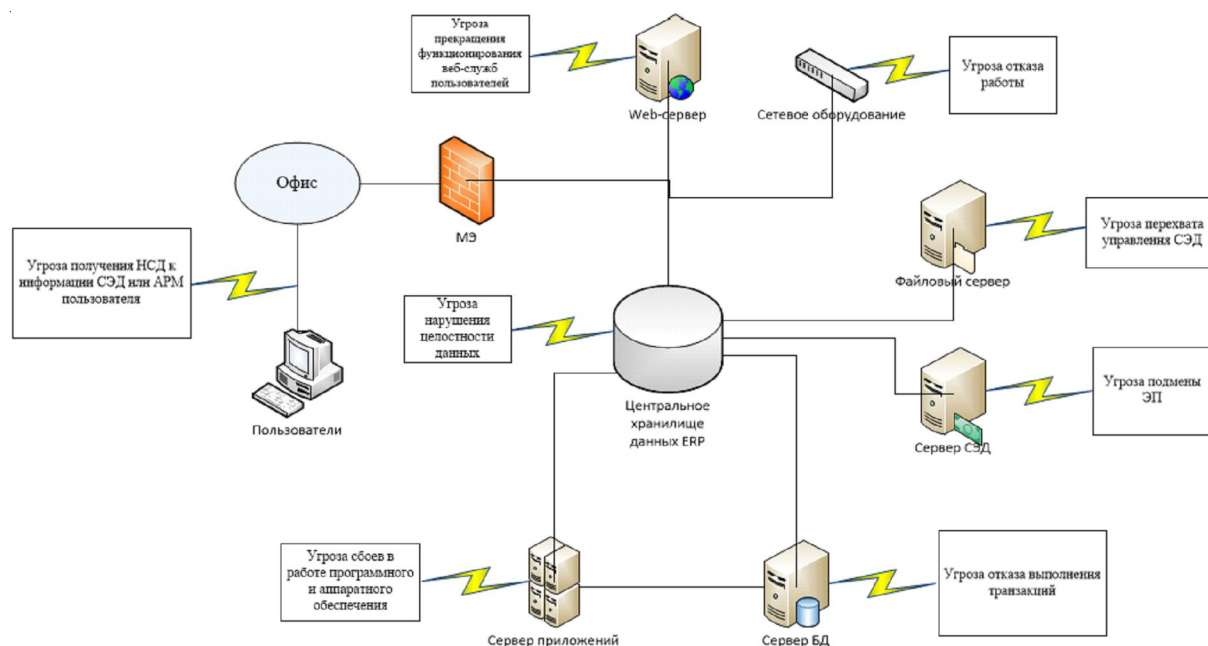 Угроза
прекращения
функционирования
веб-служб
пользователей
Web-сервер
Сетевое оборудование
Угроза отказа
работы
Офис
МЭ
Угроза получения НСД к
информации СЭД или АРМ
пользователя
Пользователи
Файловый сервер
Угроза перехвата
управления СЭД
Угроза
нарушения
целостности
данных
Центральное
хранилище
данных ERP
Сервер СЭД
Угроза подмены
ЭП
Угроза сбоев в
работе программного
и аппаратного
обеспечения
Сервер приложений
Сервер БД
Угроза отказа выполнения
транзакций